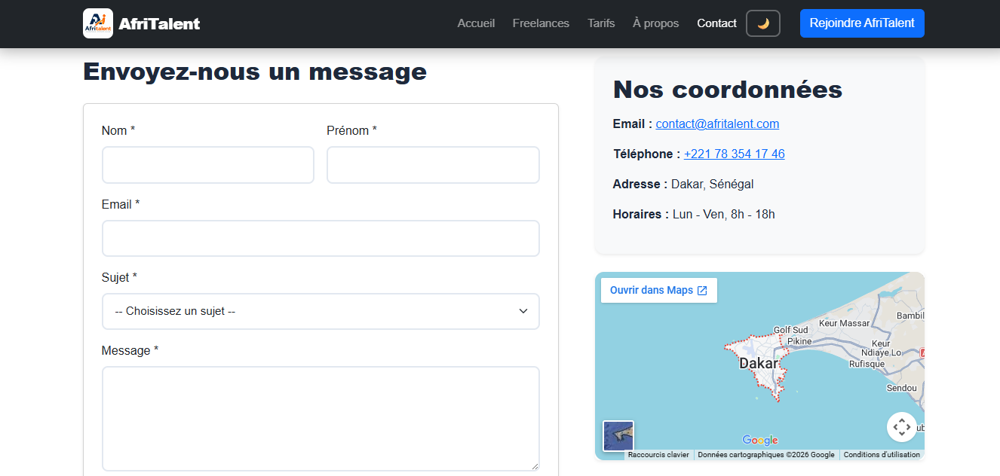 Afritalent
AfriTalent
Accueil
Freelances
Tarifs
À propos
Contact
Rejoindre AfriTalent
Envoyez-nous un message
Nom *
Prénom *
Email *
Sujet *
-- Choisissez un sujet --
Message *
Nos coordonnées
Email : contact@afritalent.com
Téléphone : +221 78 354 17 46
Adresse : Dakar, Sénégal
Horaires : Lun - Ven, 8h - 18h
Ouvrir dans Maps
Bambil
Keur Massar
Golf Sud
Pikine
Keur
Ndiaye Lo
Rufisque
Dakar
Sendou
Google
Raccourcis clavier
Données cartographiques ©2026 Google
Conditions d'utilisation